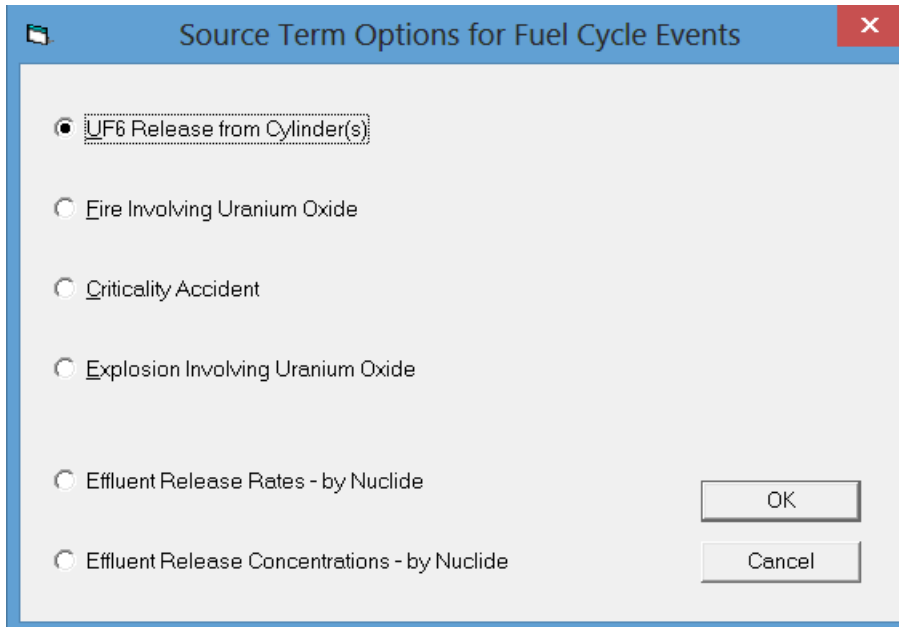 Source Term Options for Fuel Cycle Events
UF6 Release from Cylinder(s)
Fire Involving Uranium Oxide
Criticality Accident
Explosion Involving Uranium Oxide
Effluent Release Rates - by Nuclide
OK
Effluent Release Concentrations - by Nuclide
Cancel